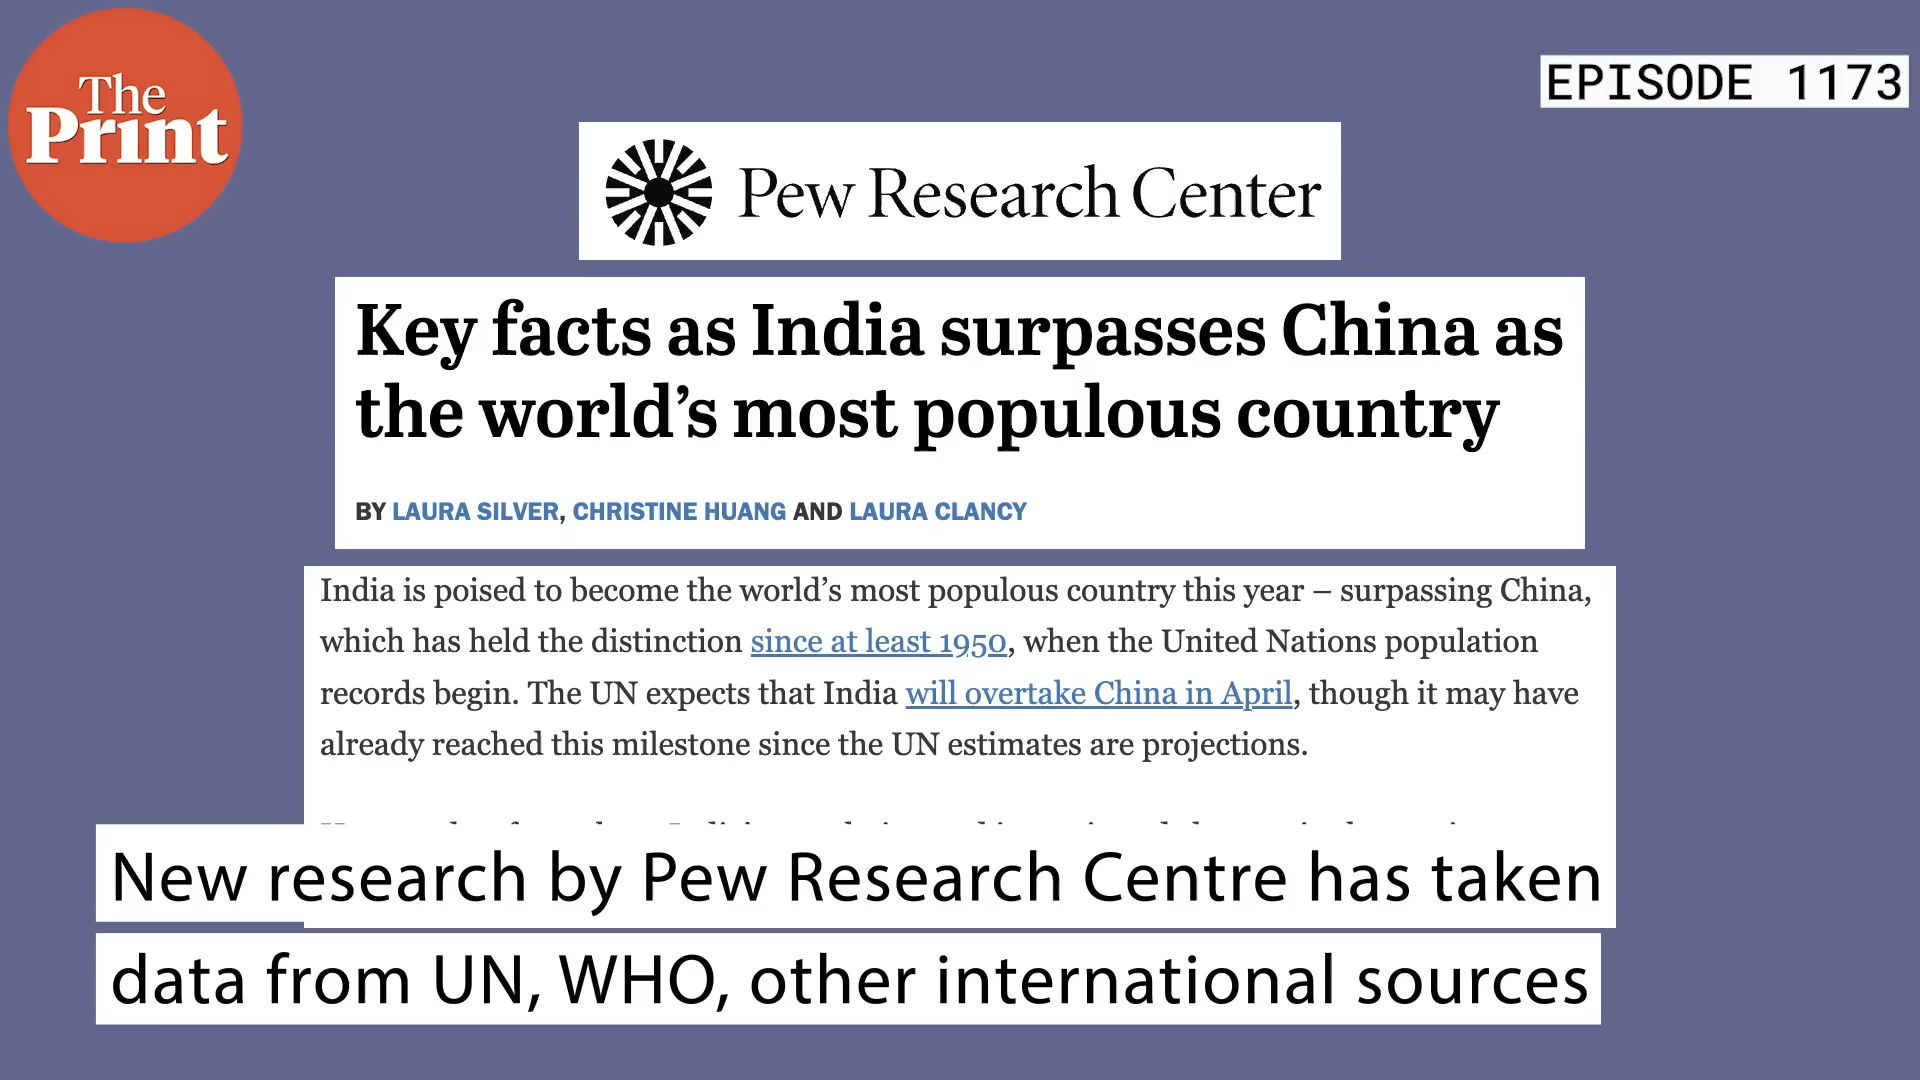 The
Print
EPISODE 1173
Pew Research Center
Key facts as India surpasses China as
the world’s most populous country
BY LAURA SILVER, CHRISTINE HUANG AND LAURA CLANCY
India is poised to become the world’s most populous country this year – surpassing China,
which has held the distinction since at least 1950, when the United Nations population
records begin. The UN expects that India will overtake China in April, though it may have
already reached this milestone since the UN estimates are projections.
New research by Pew Research Centre has taken
data from UN, WHO, other international sources